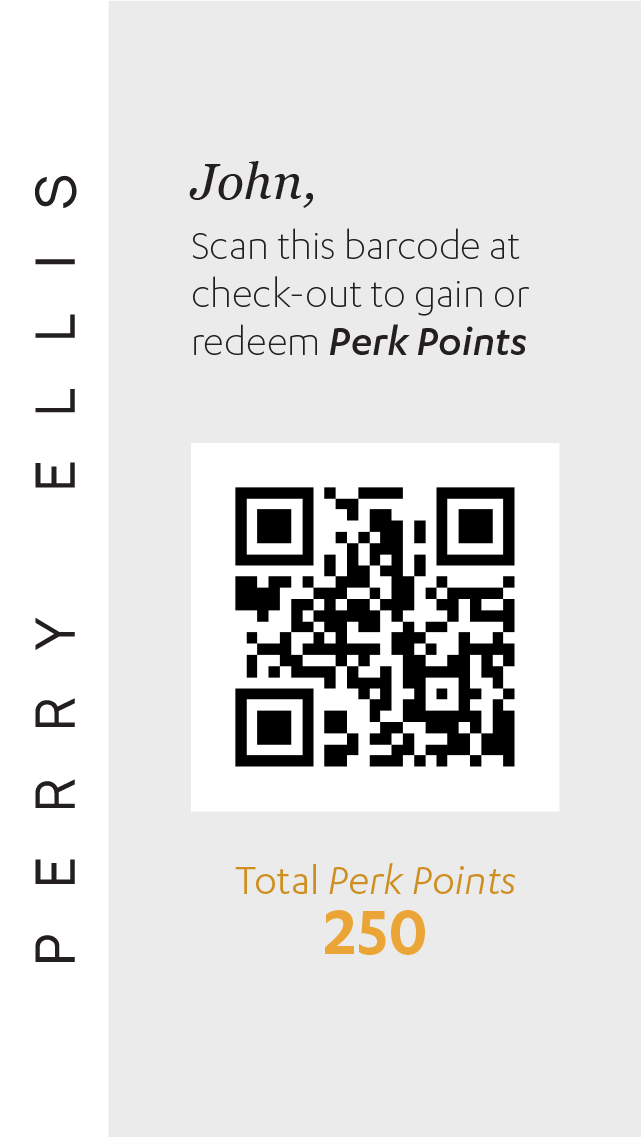 PERRY ELLIS
John,
Scan this barcode at
check-out to gain or
redeem Perk Points
Total Perk Points
250